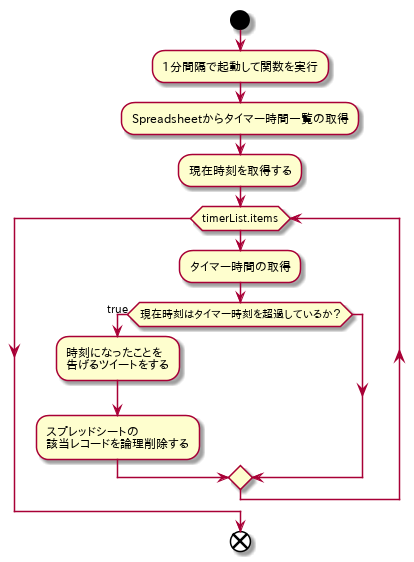 1分間隔で起動して関数を実行
Spreadsheetからタイマー時間一覧の取得
現在時刻を取得する
timerList.items
タイマー時間の取得
true
現在時刻はタイマー時刻を超過しているか？
時刻になったことを
告げるツイートをする
スプレッドシートの
該当レコードを論理削除する